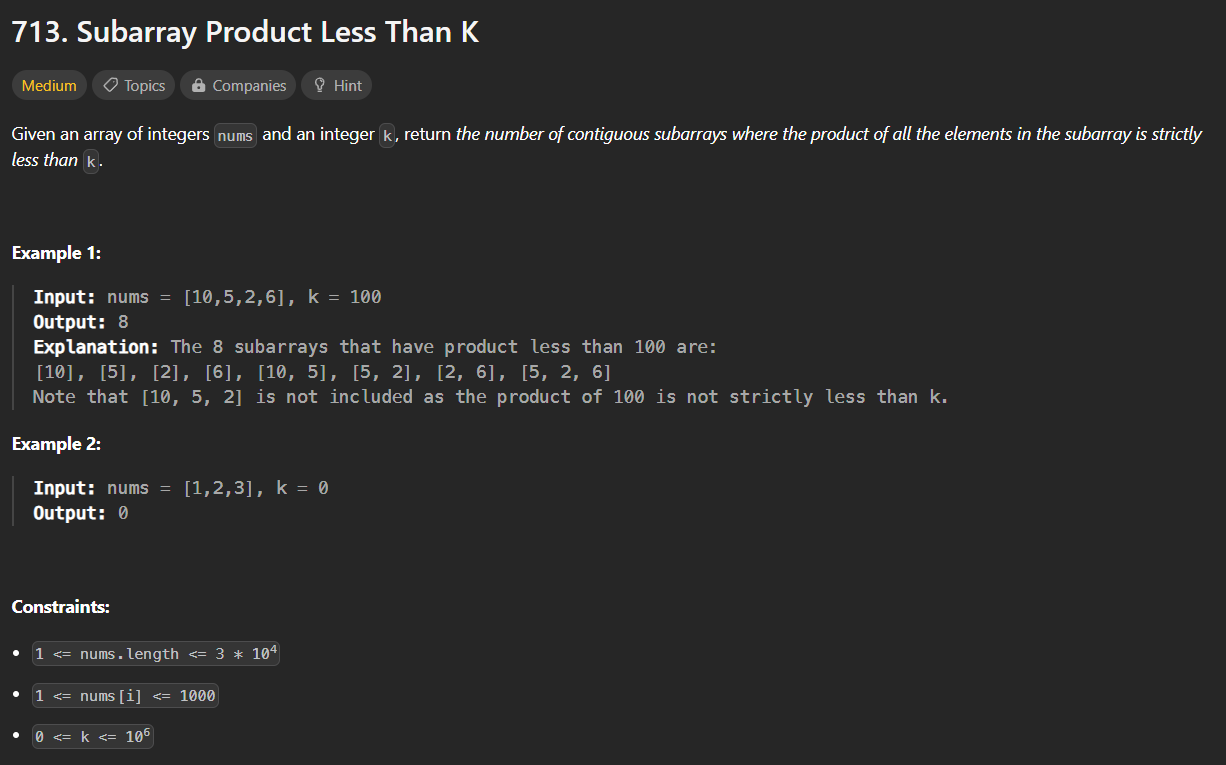 713. Subarray Product Less Than K
Medium Topics Companies Hint
Given an array of integers nums and an integer k, return the number of contiguous subarrays where the product of all the elements in the subarray is strictly
less than k.
Example 1:
Input: nums = [10,5,2,6], k = 100
Output: 8
Explanation: The 8 subarrays that have product less than 100 are:
[10], [5], [2], [6], [10, 5], [5, 2], [2, 6], [5, 2, 6]
Note that [10, 5, 2] is not included as the product of 100 is not strictly less than k.
Example 2:
Input: nums = [1,2,3], k = 0
Output: 0
Constraints:
• 1 <= nums.length <= 3 * 10⁴
• 1 <= nums[i] <= 1000
• 0 <= k <= 10⁶